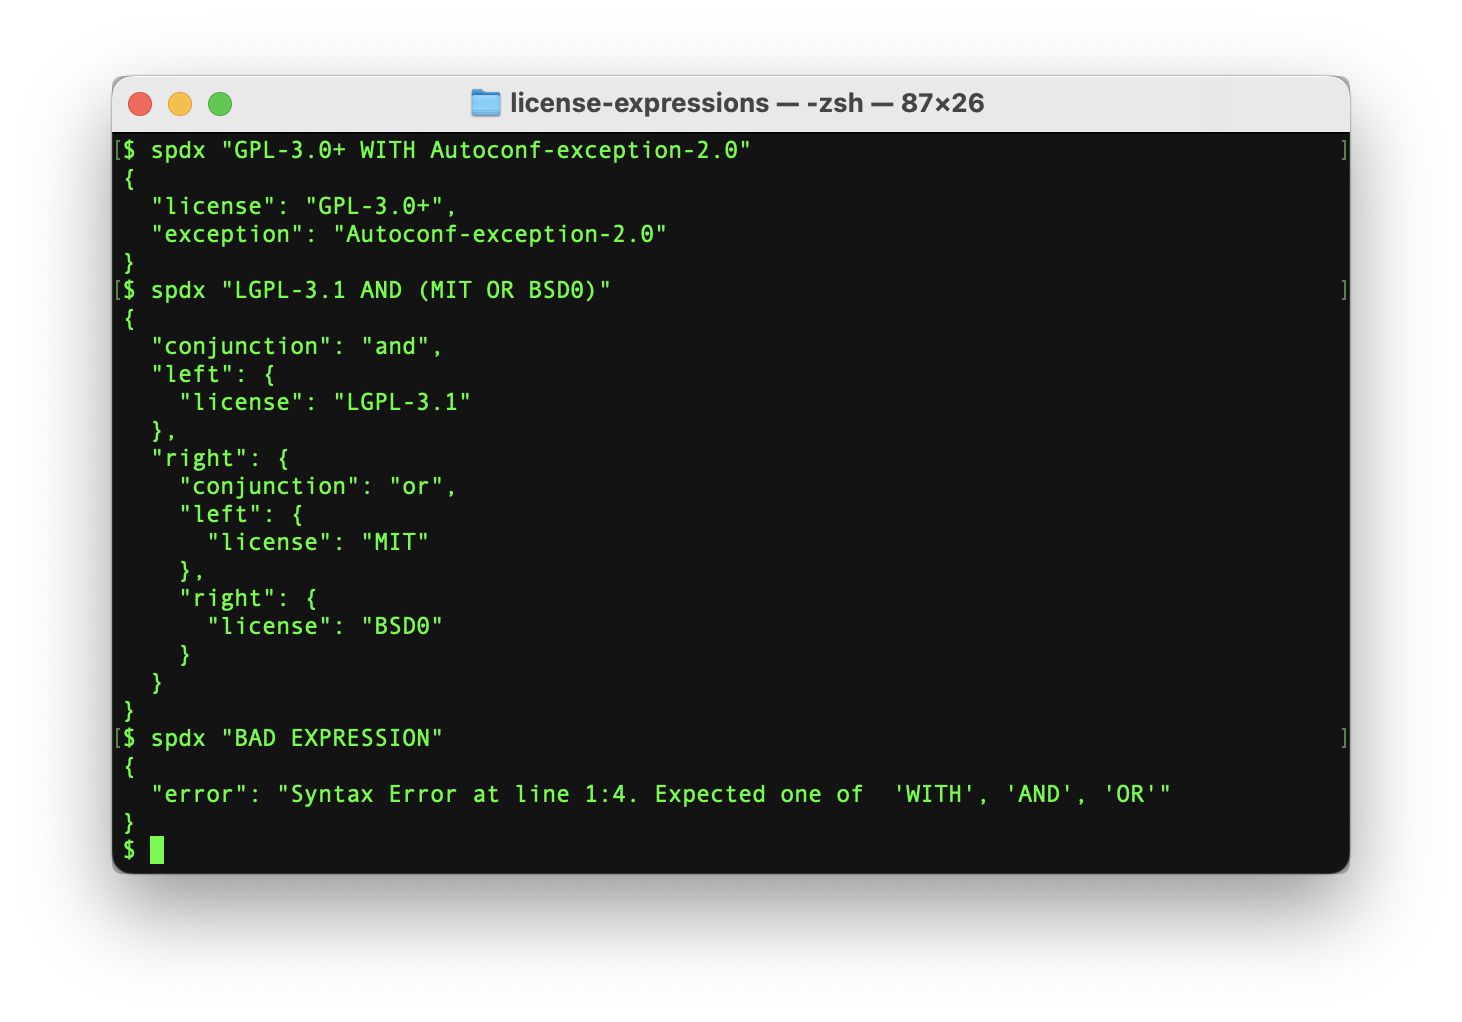 license-expressions — -zsh — 87×26
[$ spdx "GPL-3.0+ WITH Autoconf-exception-2.0" ]
{
  "license": "GPL-3.0+",
  "exception": "Autoconf-exception-2.0"
}
[$ spdx "LGPL-3.1 AND (MIT OR BSD0)" ]
{
  "conjunction": "and",
  "left": {
    "license": "LGPL-3.1"
  },
  "right": {
    "conjunction": "or",
    "left": {
      "license": "MIT"
    },
    "right": {
      "license": "BSD0"
    }
  }
}
[$ spdx "BAD EXPRESSION" ]
{
  "error": "Syntax Error at line 1:4. Expected one of  'WITH', 'AND', 'OR'"
}
$